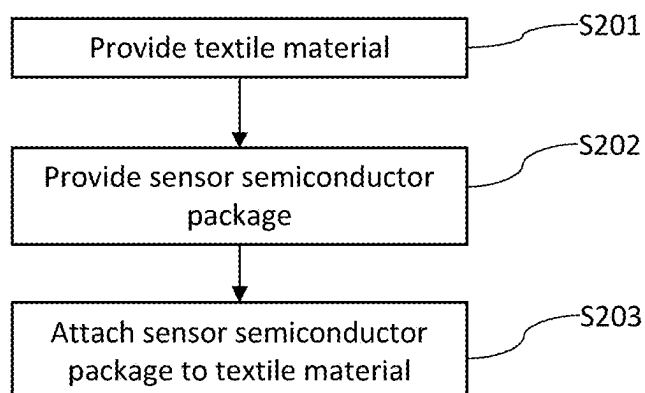 Provide textile material
S201
Provide sensor semiconductor
package
S202
Attach sensor semiconductor
package to textile material
S203